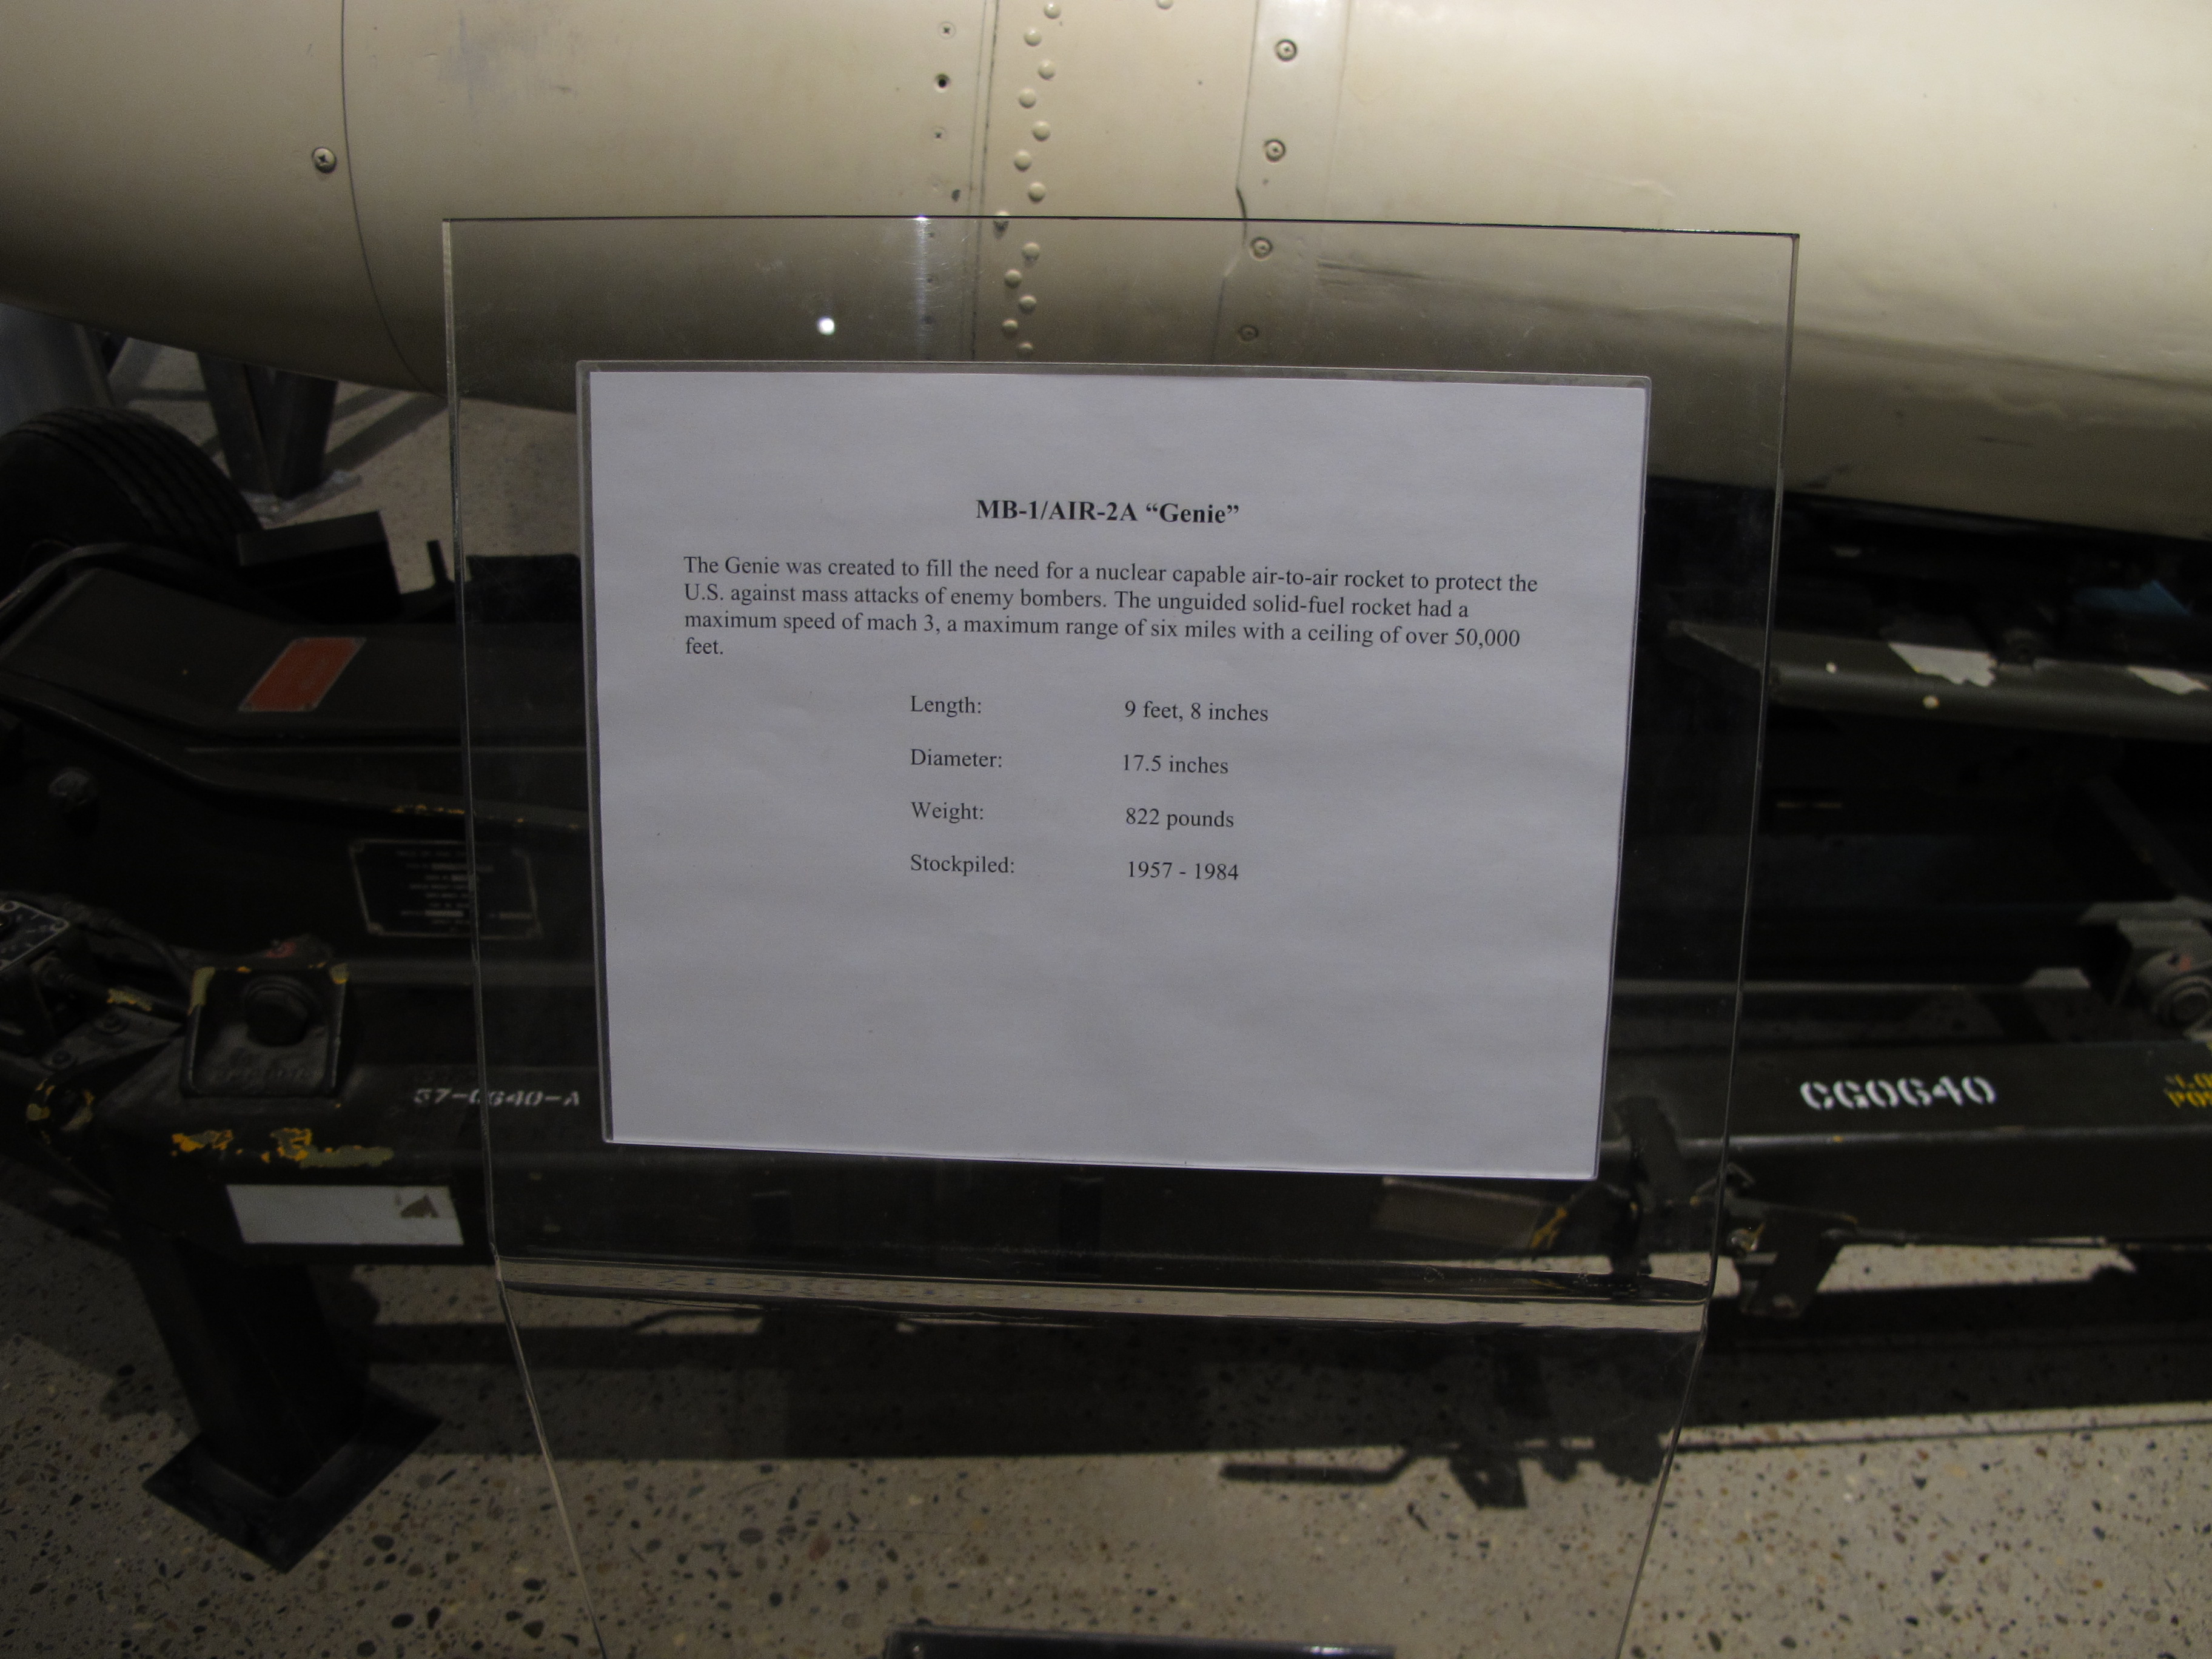 MB-1/AIR-2A “Genie”
The Genie was created to fill the need for a nuclear capable air-to-air rocket to protect the
U.S. against mass attacks of enemy bombers. The unguided solid-fuel rocket had a
maximum speed of mach 3, a maximum range of six miles with a ceiling of over 50,000
feet.
Length: 9 feet, 8 inches
Diameter: 17.5 inches
Weight: 822 pounds
Stockpiled: 1957 - 1984
57-0640-A
CG0640